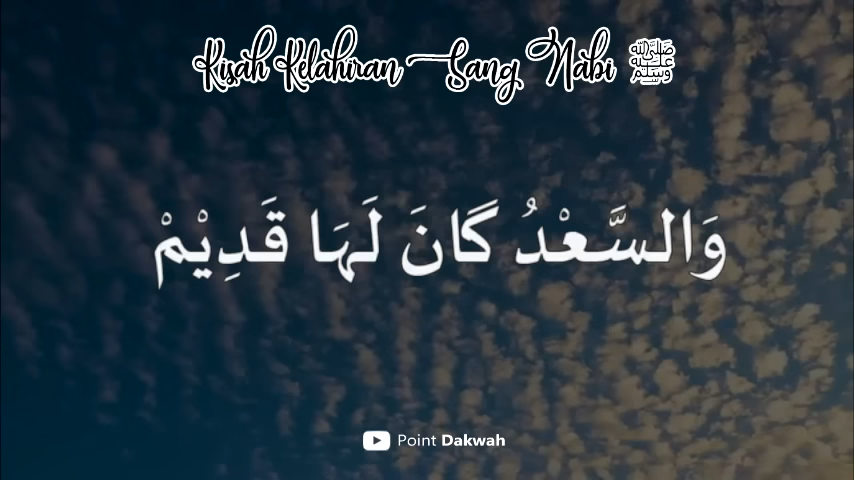 Kisah Kelahiran Sang Nabi ﷺ
وَالسَّعْدُ كَانَ لَهَا قَدِيْمْ
Point Dakwah